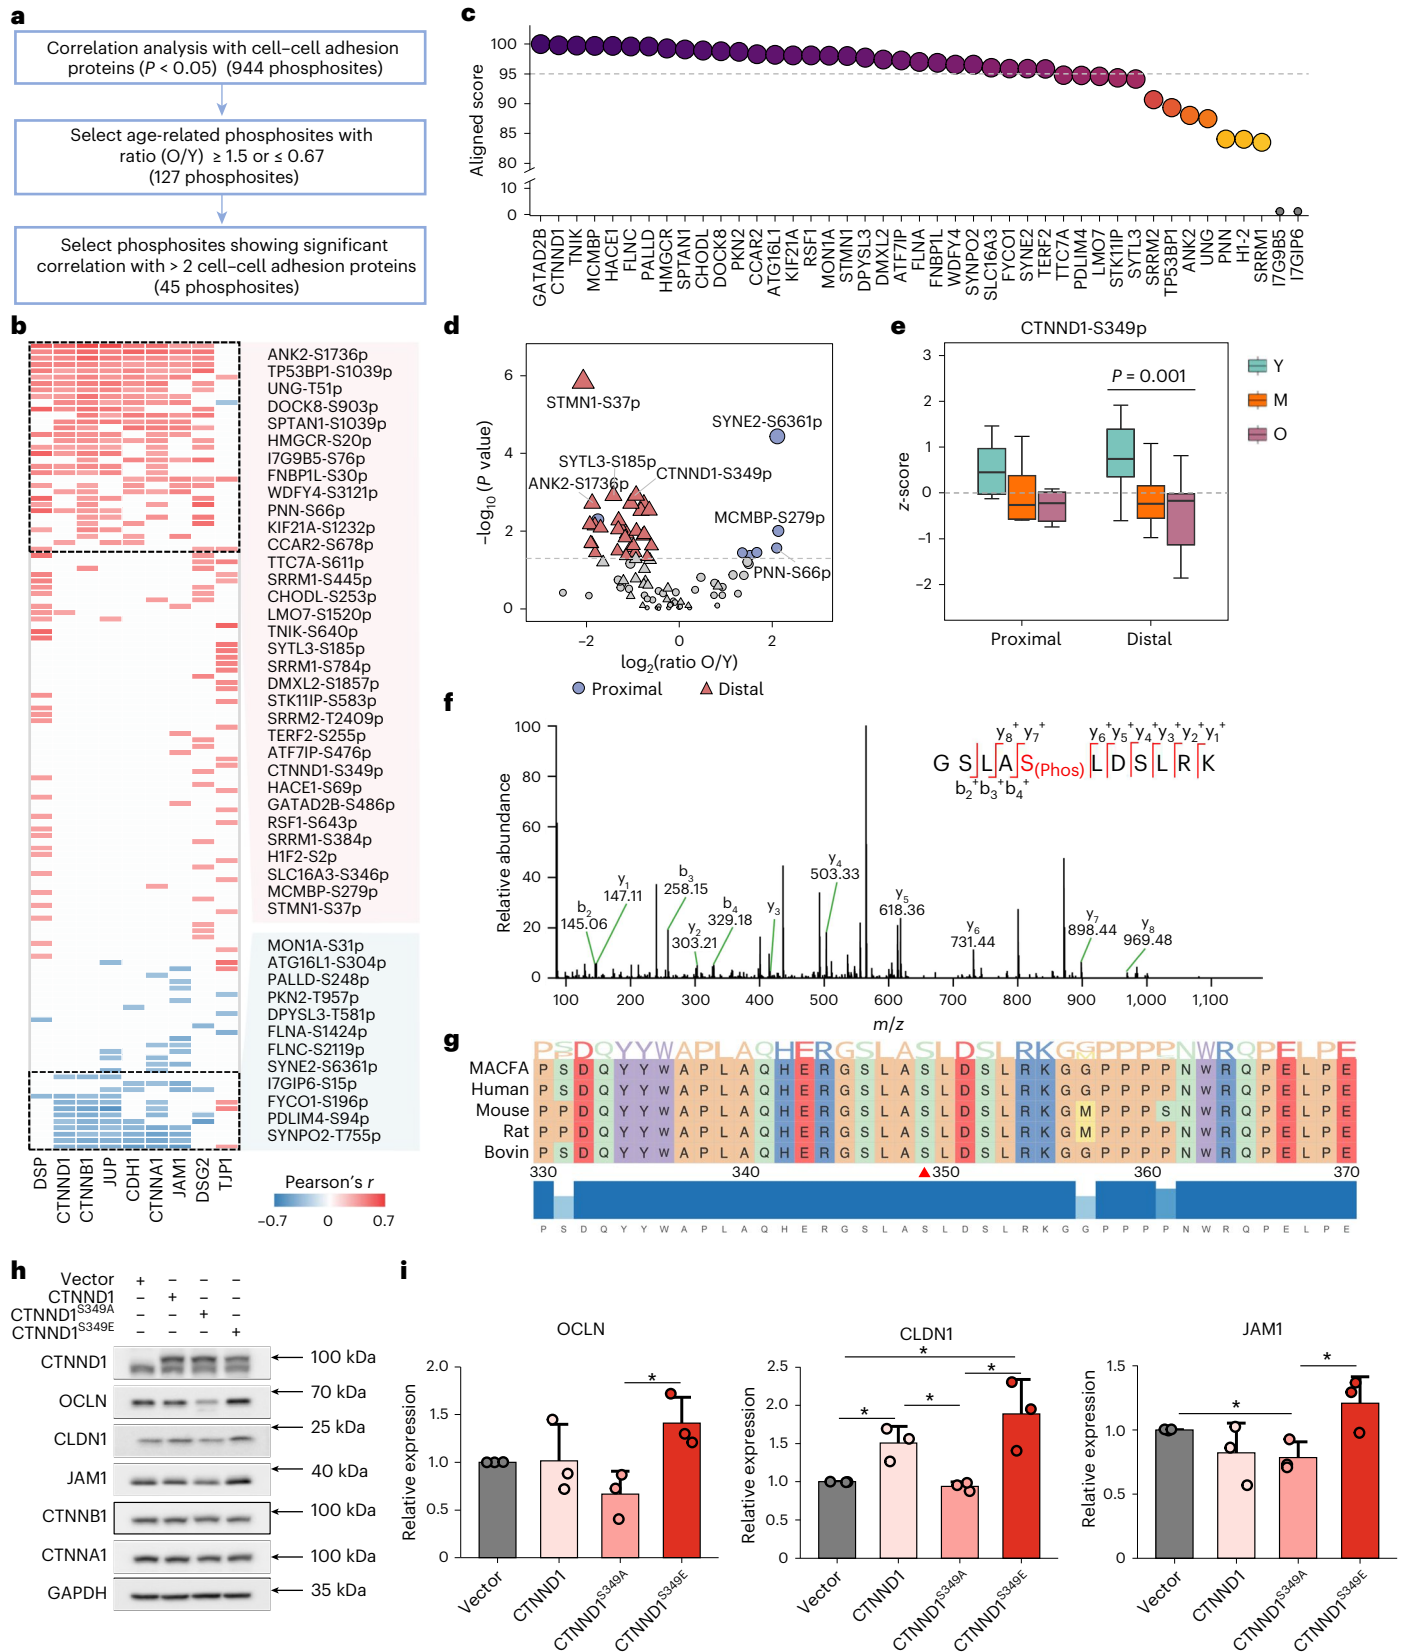 a
Correlation analysis with cell–cell adhesion
proteins (P < 0.05) (944 phosphosites)
Select age-related phosphosites with
ratio (O/Y) ≥ 1.5 or ≤ 0.67
(127 phosphosites)
Select phosphosites showing significant
correlation with > 2 cell–cell adhesion proteins
(45 phosphosites)
b
ANK2-S1736p
TP53BP1-S1039p
UNG-T51p
DOCK8-S903p
SPTAN1-S1039p
HMGCR-S20p
I7G9B5-S76p
FNBP1L-S30p
WDFY4-S3121p
PNN-S66p
KIF21A-S1232p
CCAR2-S678p
TTC7A-S611p
SRRM1-S445p
CHODL-S253p
LMO7-S1520p
TNIK-S640p
SYTL3-S185p
SRRM1-S784p
DMXL2-S1857p
STK11IP-S583p
SRRM2-T2409p
TERF2-S255p
ATF7IP-S476p
CTNND1-S349p
HACE1-S69p
GATAD2B-S486p
RSF1-S643p
SRRM1-S384p
H1F2-S2p
SLC16A3-S346p
MCMBP-S279p
STMN1-S37p
MON1A-S31p
ATG16L1-S304p
PALLD-S248p
PKN2-T957p
DPYSL3-T581p
FLNA-S1424p
FLNC-S2119p
SYNE2-S6361p
I7GIP6-S15p
FYCO1-S196p
PDLIM4-S94p
SYNPO2-T755p
DSP
CTNND1
CTNNB1
JUP
CDH1
CTNNA1
JAM1
DSG2
TJP1
Pearson's r
−0.7 0 0.7
c
Aligned score
100
95
90
85
80
10
0
GATAD2B
CTNND1
TNIK
MCMBP
HACE1
FLNC
PALLD
HMGCR
SPTAN1
CHODL
DOCK8
PKN2
CCAR2
ATG16L1
KIF21A
RSF1
MON1A
STMN1
DPYSL3
DMXL2
ATF7IP
FLNA
FNBP1L
WDFY4
SYNPO2
SLC16A3
FYCO1
SYNE2
TERF2
TTC7A
PDLIM4
LMO7
STK11IP
SYTL3
SRRM2
TP53BP1
ANK2
UNG
PNN
H1-2
SRRM1
I7G9B5
I7GIP6
d
−log10(P value)
6
4
2
0
STMN1-S37p
SYNE2-S6361p
SYTL3-S185p
CTNND1-S349p
ANK2-S1736p
MCMBP-S279p
PNN-S66p
−2 0 2
log2(ratio O/Y)
Proximal Distal
e
CTNND1-S349p
z-score
3
2
1
0
−1
−2
P = 0.001
Proximal Distal
Y
M
O
f
Relative abundance
100
80
60
40
20
0
b2
145.06
y1
147.11
b3
258.15
y2
303.21
b4
329.18
y3
y4
503.33
y5
618.36
y6
731.44
y7
898.44
y8
969.48
y8+ y7+ y6+ y5+ y4+ y3+ y2+ y1+
G S L A S(Phos) L D S L R K
b2+ b3+ b4+
100 200 300 400 500 600 700 800 900 1,000 1,100
m/z
g
MACFA P S D Q Y Y W A P L A Q H E R G S L A S L D S L R K G G P P P P N W R Q P E L P E
Human P S D Q Y Y W A P L A Q H E R G S L A S L D S L R K G G P P P P N W R Q P E L P E
Mouse P P D Q Y Y W A P L A Q H E R G S L A S L D S L R K G M P P P S N W R Q P E L P E
Rat P P D Q Y Y W A P L A Q H E R G S L A S L D S L R K G M P P P P N W R Q P E L P E
Bovin P S D Q Y Y W A P L A Q H E R G S L A S L D S L R K G G P P P P N W R Q P E L P E
330 340 350 360 370
P S D Q Y Y W A P L A Q H E R G S L A S L D S L R K G G P P P P N W R Q P E L P E
h
Vector + − − −
CTNND1 − + − −
CTNND1S349A − − + −
CTNND1S349E − − − +
CTNND1 100 kDa
OCLN 70 kDa
CLDN1 25 kDa
JAM1 40 kDa
CTNNB1 100 kDa
CTNNA1 100 kDa
GAPDH 35 kDa
i
OCLN
Relative expression
2.0
1.5
1.0
0.5
0
*
Vector
CTNND1
CTNND1S349A
CTNND1S349E
CLDN1
Relative expression
2.5
2.0
1.5
1.0
0.5
0
*
*
*
*
Vector
CTNND1
CTNND1S349A
CTNND1S349E
JAM1
Relative expression
1.5
1.0
0.5
0
*
*
Vector
CTNND1
CTNND1S349A
CTNND1S349E